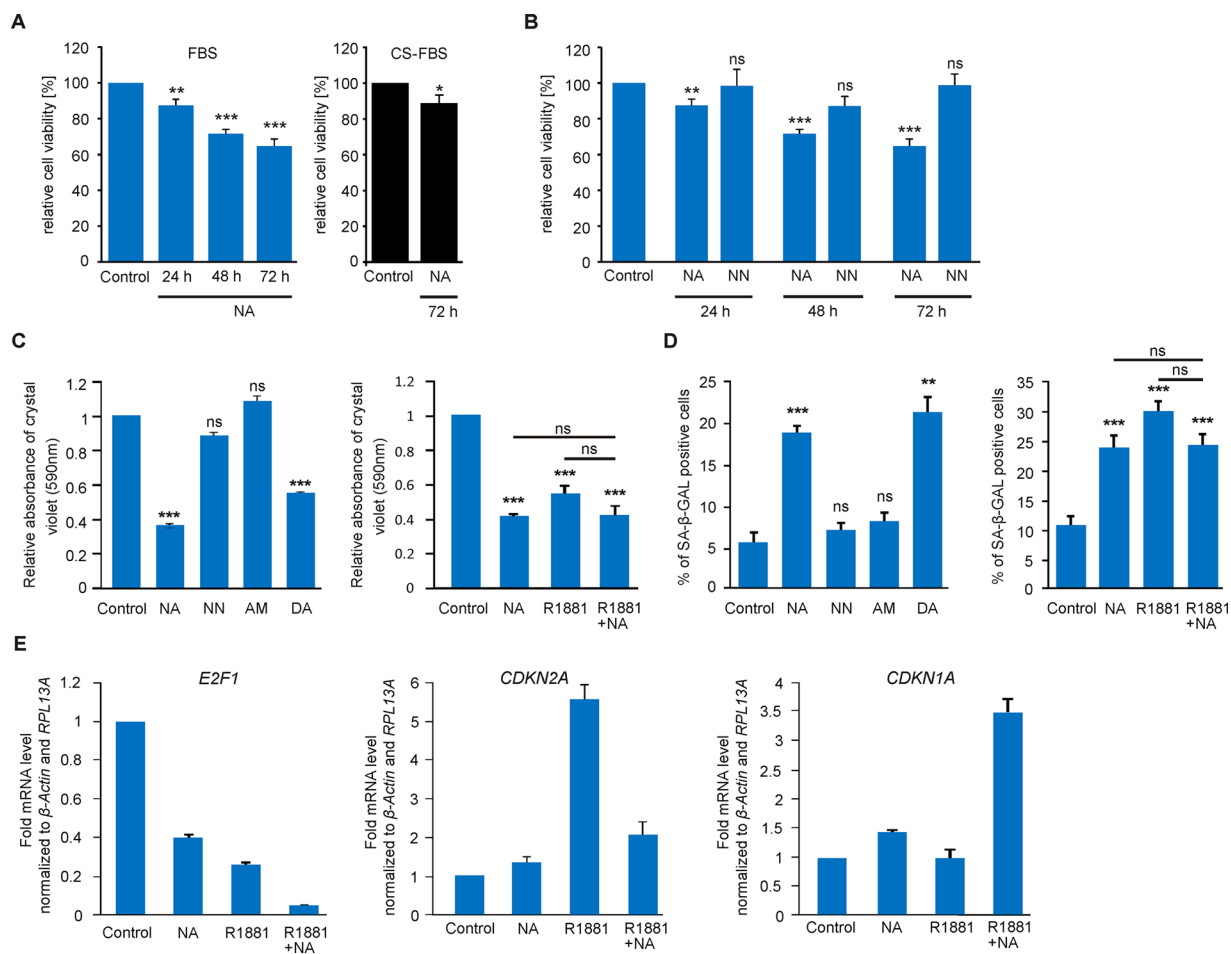 A
FBS
CS-FBS
relative cell viability [%]
120
100
80
60
40
20
0
**
***
***
Control
24 h
48 h
72 h
NA
relative cell viability [%]
120
100
80
60
40
20
0
*
Control
NA
72 h
B
relative cell viability [%]
120
100
80
60
40
20
0
**
ns
***
ns
***
ns
Control
NA
NN
NA
NN
NA
NN
24 h
48 h
72 h
C
Relative absorbance of crystal
violet (590nm)
1.4
1.2
1
0.8
0.6
0.4
0.2
0
***
ns
ns
***
Control
NA
NN
AM
DA
Relative absorbance of crystal
violet (590nm)
1.4
1.2
1
0.8
0.6
0.4
0.2
0
ns
ns
***
***
***
Control
NA
R1881
R1881
+NA
D
% of SA-β-GAL positive cells
25
20
15
10
5
0
***
ns
ns
**
Control
NA
NN
AM
DA
% of SA-β-GAL positive cells
35
30
25
20
15
10
5
0
ns
ns
***
***
***
Control
NA
R1881
R1881
+NA
E
E2F1
Fold mRNA level
normalized to β-Actin and RPL13A
1.2
1
0.8
0.6
0.4
0.2
0
Control
NA
R1881
R1881
+NA
CDKN2A
Fold mRNA level
normalized to β-Actin and RPL13A
6
5
4
3
2
1
0
Control
NA
R1881
R1881
+NA
CDKN1A
Fold mRNA level
normalized to β-Actin and RPL13A
4
3.5
3
2.5
2
1.5
1
0.5
0
Control
NA
R1881
R1881
+NA